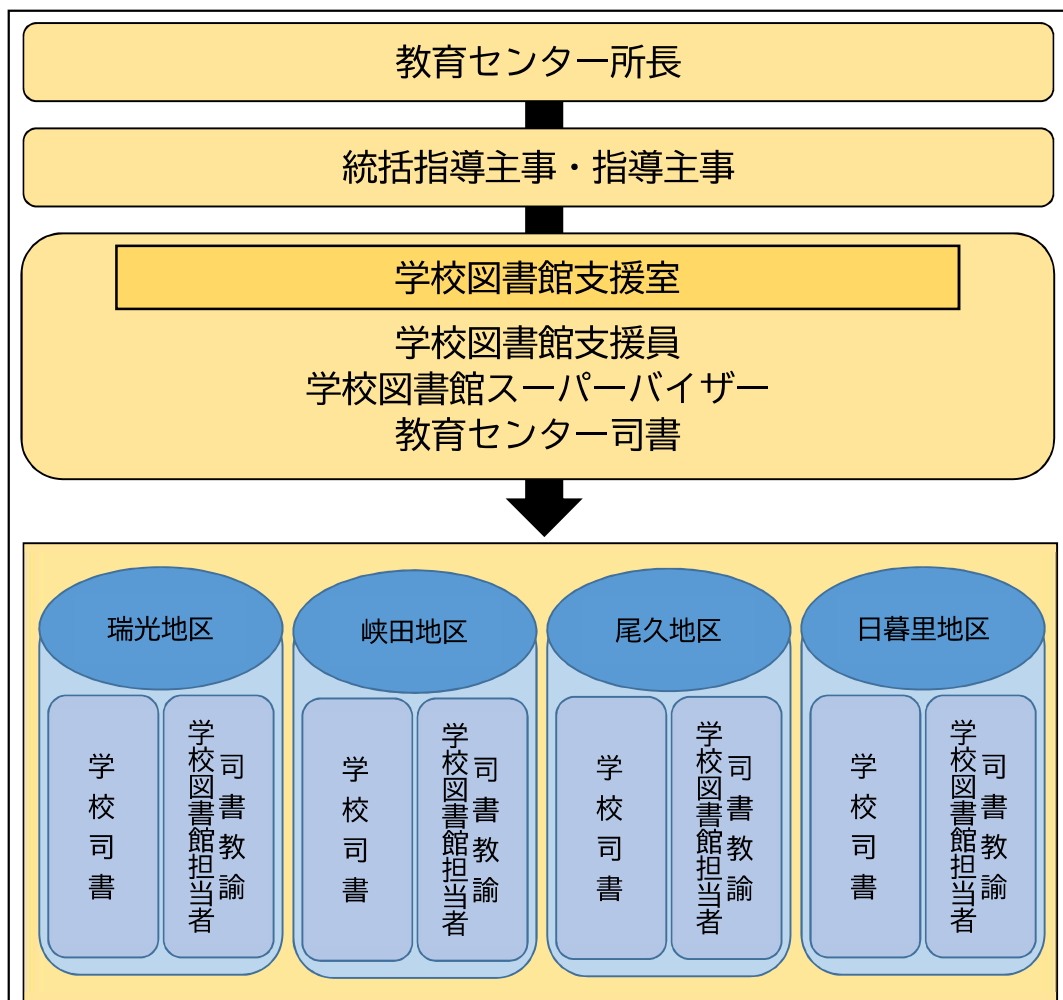 教育センター所長
統括指導主事・指導主事
学校図書館支援室
学校図書館支援員
学校図書館スーパーバイザー
教育センター司書
瑞光地区
学校司書
司書教諭
学校図書館担当者
峡田地区
学校司書
司書教諭
学校図書館担当者
尾久地区
学校司書
司書教諭
学校図書館担当者
日暮里地区
学校司書
司書教諭
学校図書館担当者